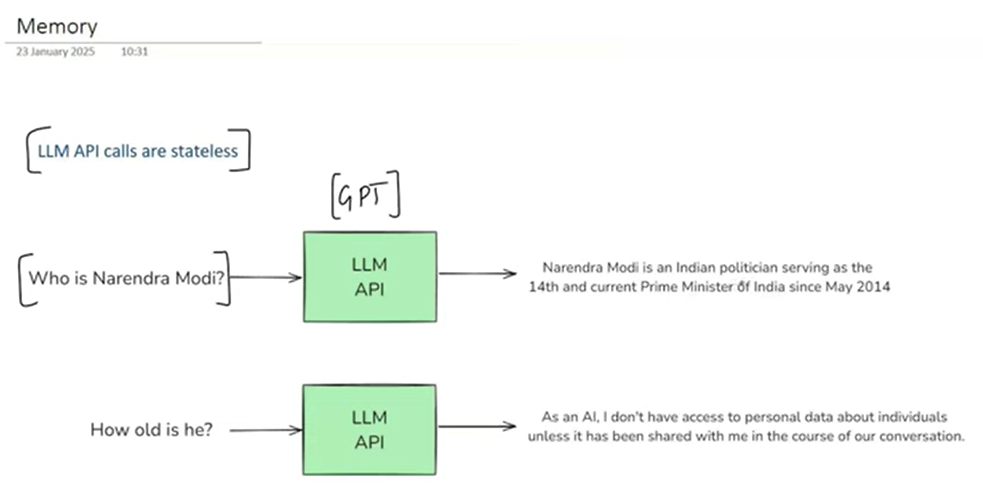 Memory
23 January 2025 10:31
[LLM API calls are stateless]
[GPT]
[Who is Narendra Modi?]
LLM
API
Narendra Modi is an Indian politician serving as the
14th and current Prime Minister of India since May 2014
How old is he?
LLM
API
As an AI, I don't have access to personal data about individuals
unless it has been shared with me in the course of our conversation.